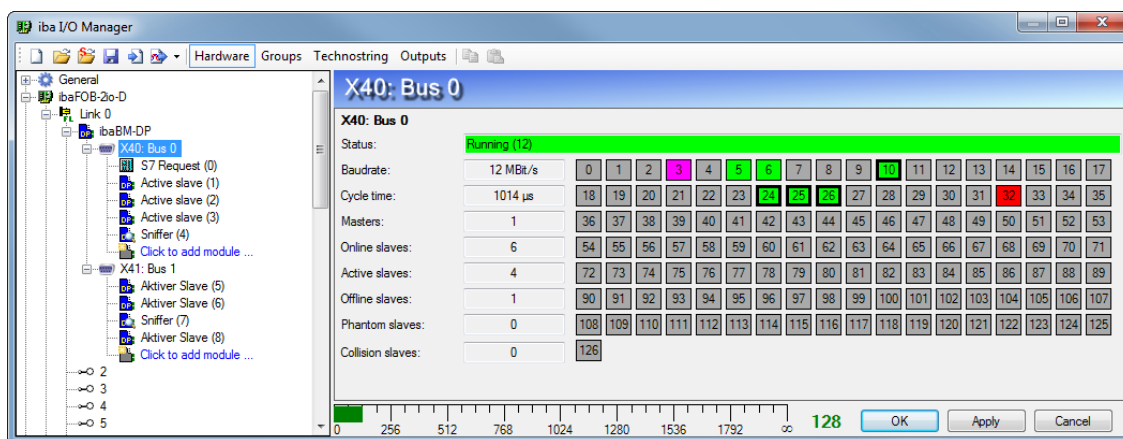 iba I/O Manager
Hardware Groups Technostring Outputs
General
ibaFOB-2io-D
Link 0
ibaBM-DP
X40: Bus 0
S7 Request (0)
Active slave (1)
Active slave (2)
Active slave (3)
Sniffer (4)
Click to add module ...
X41: Bus 1
Aktiver Slave (5)
Aktiver Slave (6)
Sniffer (7)
Aktiver Slave (8)
Click to add module ...
2
3
4
5
X40: Bus 0
X40: Bus 0
Status: Running (12)
Baudrate: 12 MBit/s 0 1 2 3 4 5 6 7 8 9 10 11 12 13 14 15 16 17
Cycle time: 1014 µs 18 19 20 21 22 23 24 25 26 27 28 29 30 31 32 33 34 35
Masters: 1 36 37 38 39 40 41 42 43 44 45 46 47 48 49 50 51 52 53
Online slaves: 6 54 55 56 57 58 59 60 61 62 63 64 65 66 67 68 69 70 71
Active slaves: 4 72 73 74 75 76 77 78 79 80 81 82 83 84 85 86 87 88 89
Offline slaves: 1 90 91 92 93 94 95 96 97 98 99 100 101 102 103 104 105 106 107
Phantom slaves: 0 108 109 110 111 112 113 114 115 116 117 118 119 120 121 122 123 124 125
Collision slaves: 0 126
0 256 512 768 1024 1280 1536 1792 ∞ 128 OK Apply Cancel